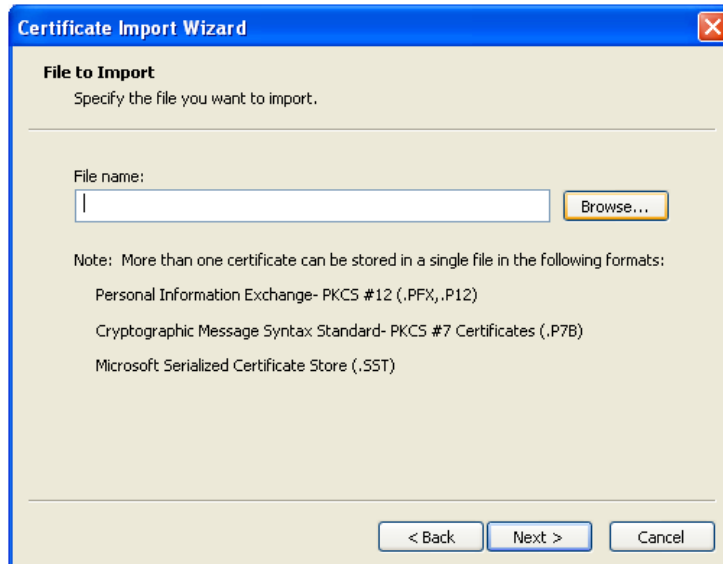 Certificate Import Wizard
File to Import
Specify the file you want to import.
File name:
Browse...
Note:  More than one certificate can be stored in a single file in the following formats:
Personal Information Exchange- PKCS #12 (.PFX,.P12)
Cryptographic Message Syntax Standard- PKCS #7 Certificates (.P7B)
Microsoft Serialized Certificate Store (.SST)
< Back
Next >
Cancel